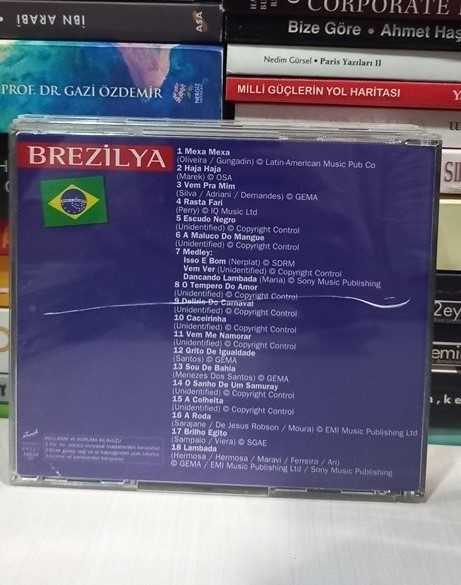 CORPORATE
İBN ARABİ
ASA
Bize Göre • Ahmet Haş
Nedim Gürsel • Paris Yazıları II
PROF. DR. GAZİ ÖZDEMİR
MİLLİ GÜÇLERİN YOL HARİTASI
BREZİLYA
1 Mexa Mexa
(Oliveira / Gungadin) © Latin-American Music Pub Co
2 Haja Haja
(Marek) © OSA
3 Vem Pra Mim
(Silva / Adriani / Demandes) © GEMA
4 Rasta Fari
(Perry) © IQ Music Ltd
5 Escudo Negro
(Unidentified) © Copyright Control
6 A Maluco Do Mangue
(Unidentified) © Copyright Control
7 Medley:
Isso E Bom (Nerplat) © SDRM
Vem Ver (Unidentified) © Copyright Control
Dancando Lambada (Maria) © Sony Music Publishing
8 O Tempero Do Amor
(Unidentified) © Copyright Control
9 Delirio Do Carnaval
(Unidentified) © Copyright Control
10 Caceirinha
(Unidentified) © Copyright Control
11 Vem Me Namorar
(Unidentified) © Copyright Control
12 Grito De Igualdade
(Santos) © GEMA
13 Sou De Bahia
(Menezes Dos Santos) © GEMA
14 O Sanho De Um Samuray
(Unidentified) © Copyright Control
15 A Colheita
(Unidentified) © Copyright Control
16 A Roda
(Sarajane / De Jesus Robson / Moura) © EMI Music Publishing Ltd
17 Brilho Egito
(Sampaio / Viera) © SGAE
18 Lambada
(Hermosa / Hermosa / Maravi / Ferreira / Ari)
© GEMA / EMI Music Publishing Ltd / Sony Music Publishing